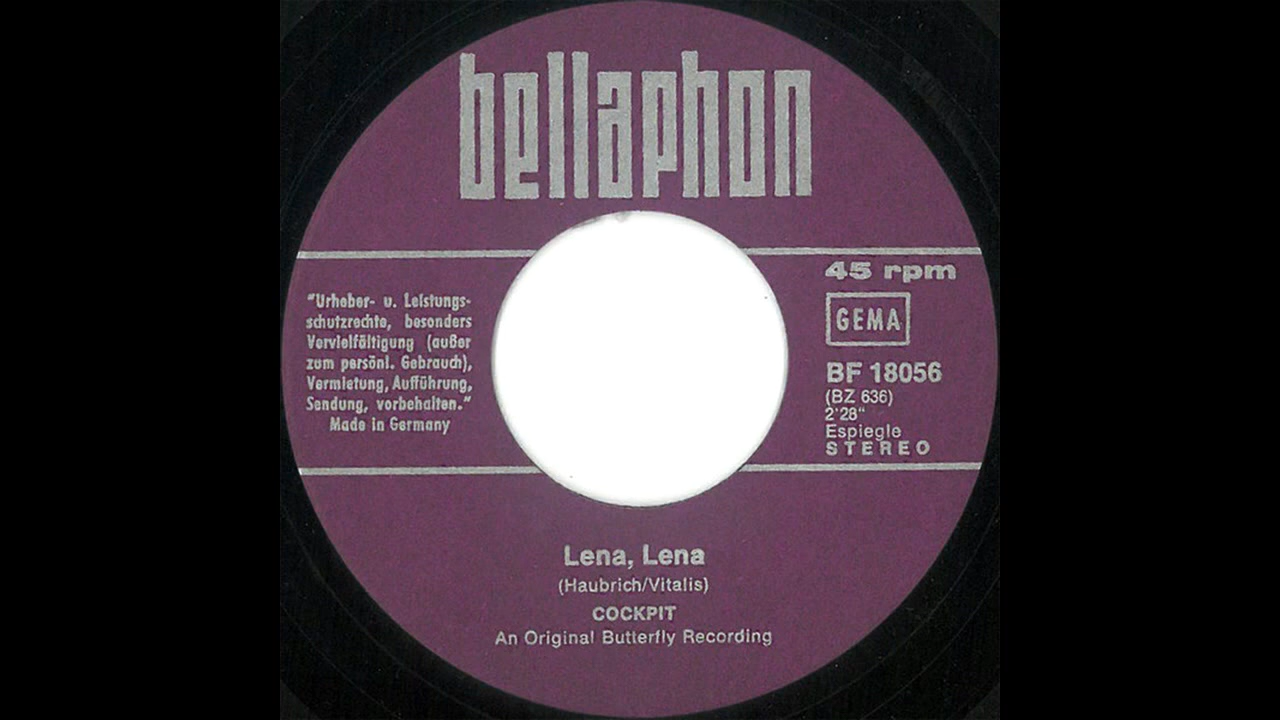 bellaphon
"Urheber- u. Leistungs-
schutzrechte, besonders
Vervielfältigung (außer
zum persönl. Gebrauch),
Vermietung, Aufführung,
Sendung, vorbehalten."
Made in Germany
45 rpm
GEMA
BF 18056
(BZ 636)
2'28"
Espiegle
STEREO
Lena, Lena
(Haubrich/Vitalis)
COCKPIT
An Original Butterfly Recording